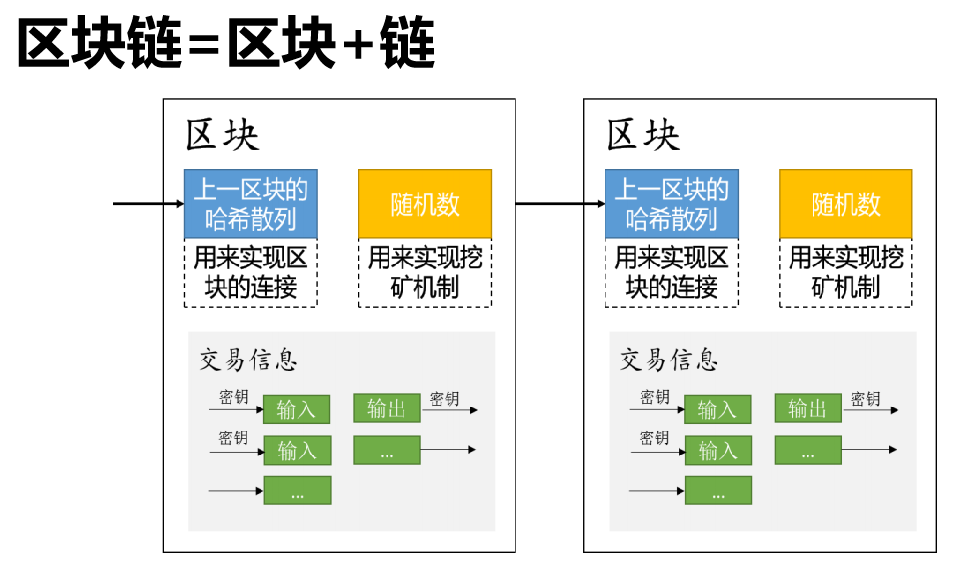 区块链=区块+链
区块
上一区块的
哈希散列
随机数
用来实现区
块的连接
用来实现挖
矿机制
交易信息
密钥
输入
输出
密钥
密钥
输入
...
...
区块
上一区块的
哈希散列
随机数
用来实现区
块的连接
用来实现挖
矿机制
交易信息
密钥
输入
输出
密钥
密钥
输入
...
...